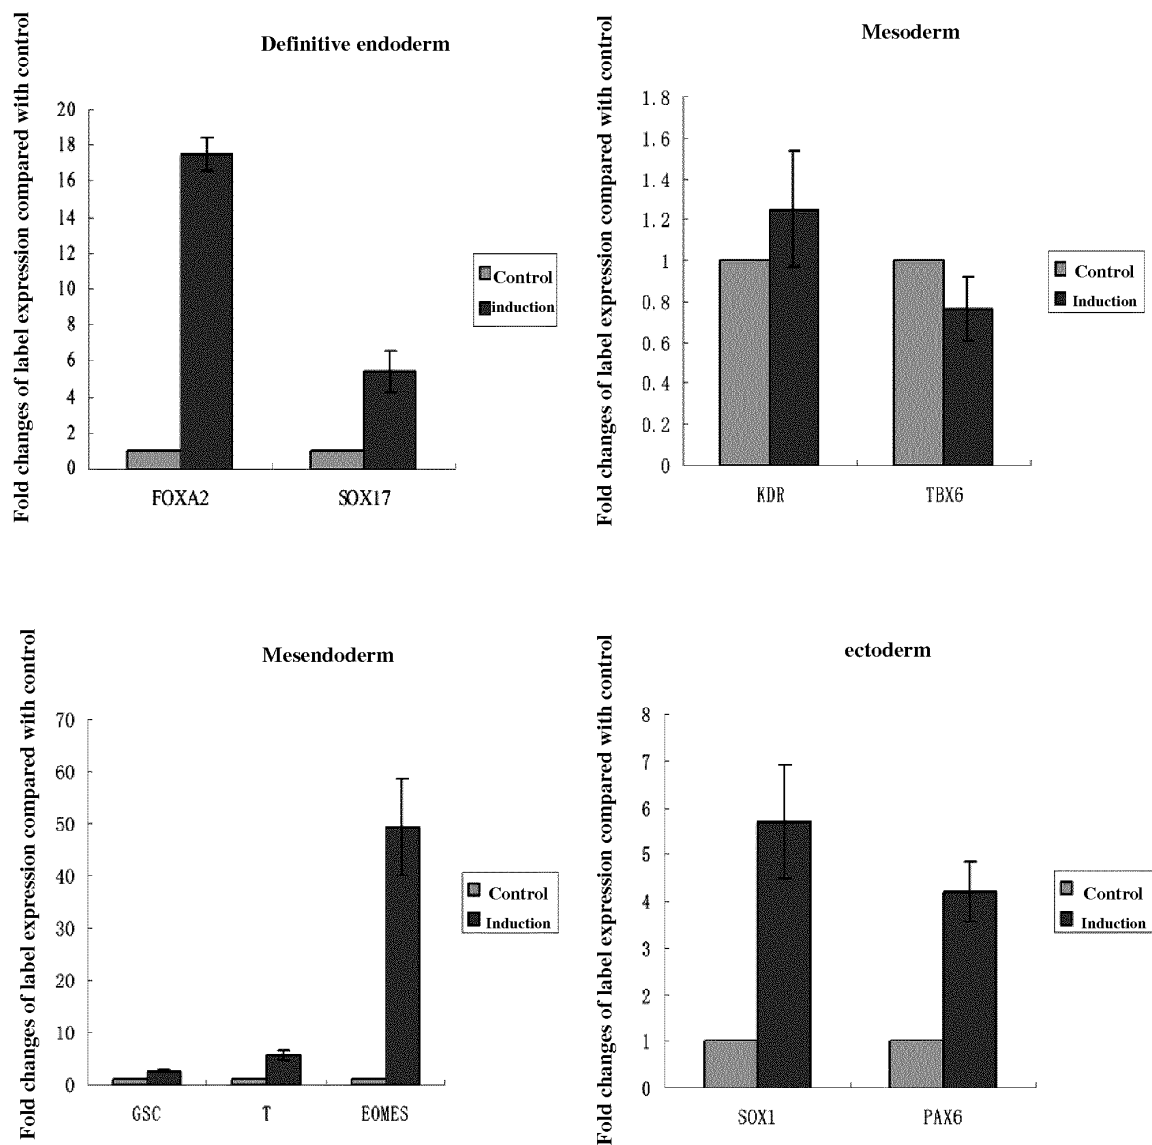 Definitive endoderm
Fold changes of label expression compared with control
20
18
16
14
12
10
8
6
4
2
0
FOXA2
SOX17
Control
induction
Mesoderm
Fold changes of label expression compared with control
1.8
1.6
1.4
1.2
1
0.8
0.6
0.4
0.2
0
KDR
TBX6
Control
Induction
Mesendoderm
Fold changes of label expression compared with control
70
60
50
40
30
20
10
0
GSC
T
EOMES
Control
Induction
ectoderm
Fold changes of label expression compared with control
8
7
6
5
4
3
2
1
0
SOX1
PAX6
Control
Induction